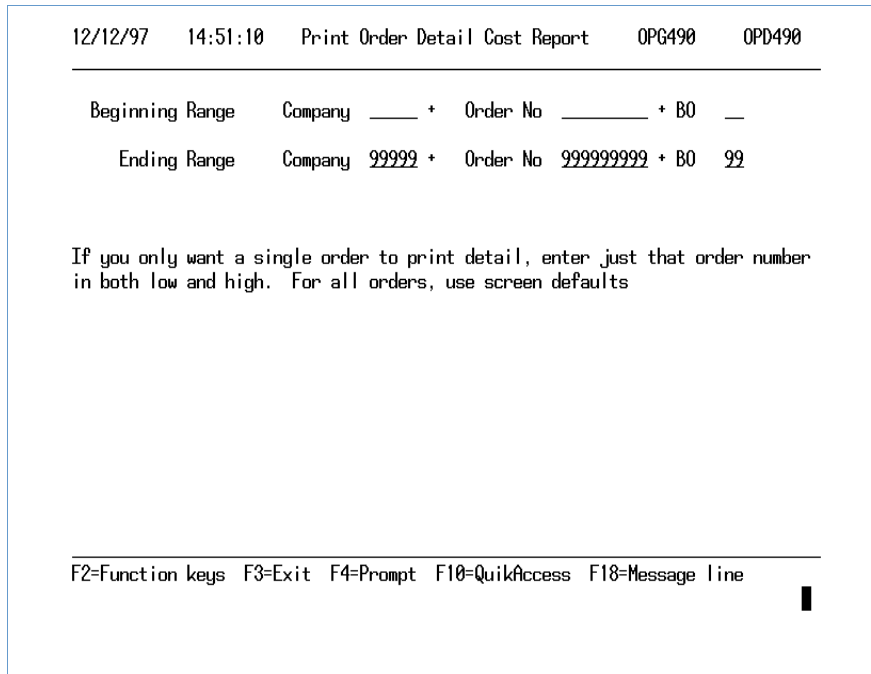 12/12/97 14:51:10 Print Order Detail Cost Report OPG490 OPD490
Beginning Range Company _____ + Order No _________ + BO __
Ending Range Company 99999 + Order No 999999999 + BO 99
If you only want a single order to print detail, enter just that order number
in both low and high. For all orders, use screen defaults
F2=Function keys F3=Exit F4=Prompt F10=QuikAccess F18=Message line